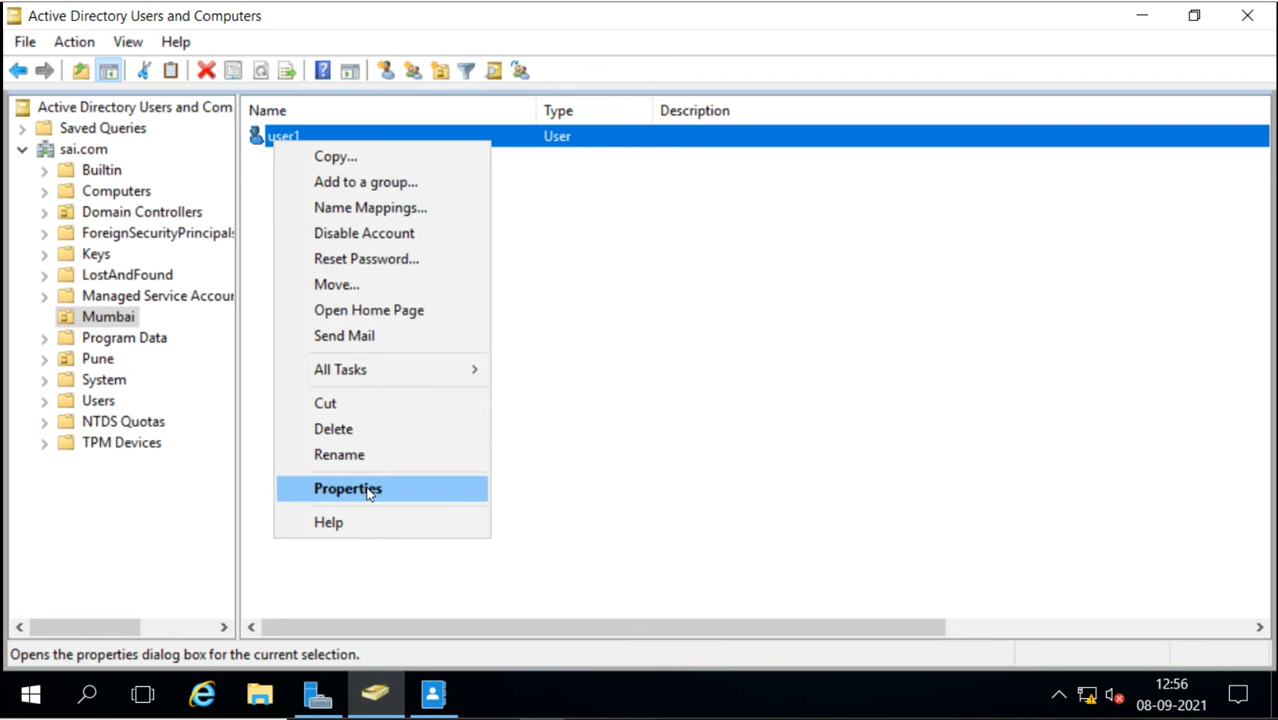 Active Directory Users and Computers
File Action View Help
Active Directory Users and Com
Saved Queries
sai.com
Builtin
Computers
Domain Controllers
ForeignSecurityPrincipals
Keys
LostAndFound
Managed Service Accour
Mumbai
Program Data
Pune
System
Users
NTDS Quotas
TPM Devices
Name Type Description
user1 User
Copy...
Add to a group...
Name Mappings...
Disable Account
Reset Password...
Move...
Open Home Page
Send Mail
All Tasks
Cut
Delete
Rename
Properties
Help
Opens the properties dialog box for the current selection.
12:56
08-09-2021